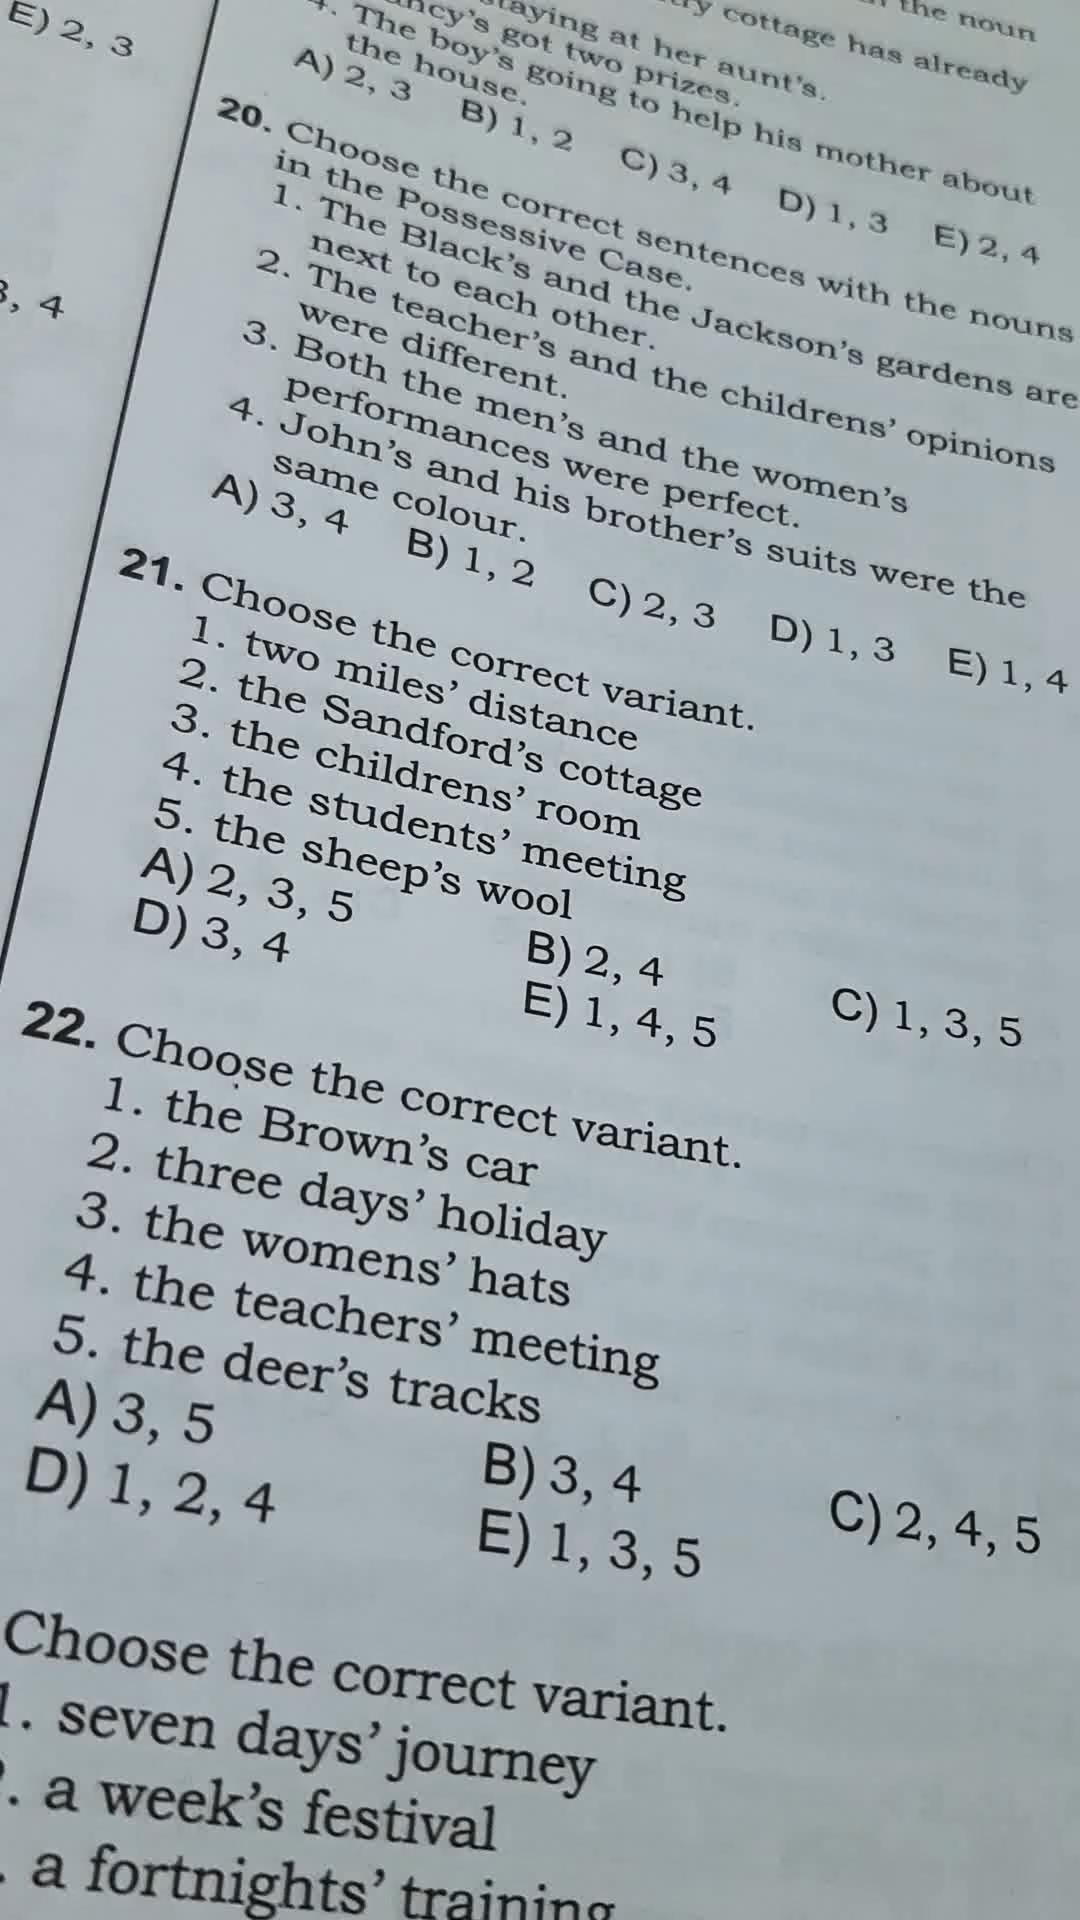 E) 2, 3
, 4
the noun
cottage has already
staying at her aunt's.
ncy's got two prizes.
4. The boy's going to help his mother about
the house.
A) 2, 3 B) 1, 2 C) 3, 4 D) 1, 3 E) 2, 4
20. Choose the correct sentences with the nouns
in the Possessive Case.
1. The Black's and the Jackson's gardens are
next to each other.
2. The teacher's and the childrens' opinions
were different.
3. Both the men's and the women's
performances were perfect.
4. John's and his brother's suits were the
same colour.
A) 3, 4 B) 1, 2 C) 2, 3 D) 1, 3 E) 1, 4
21. Choose the correct variant.
1. two miles' distance
2. the Sandford's cottage
3. the childrens' room
4. the students' meeting
5. the sheep's wool
A) 2, 3, 5 B) 2, 4 C) 1, 3, 5
D) 3, 4 E) 1, 4, 5
22. Choose the correct variant.
1. the Brown's car
2. three days' holiday
3. the womens' hats
4. the teachers' meeting
5. the deer's tracks
A) 3, 5 B) 3, 4 C) 2, 4, 5
D) 1, 2, 4 E) 1, 3, 5
Choose the correct variant.
1. seven days' journey
. a week's festival
. a fortnights' training